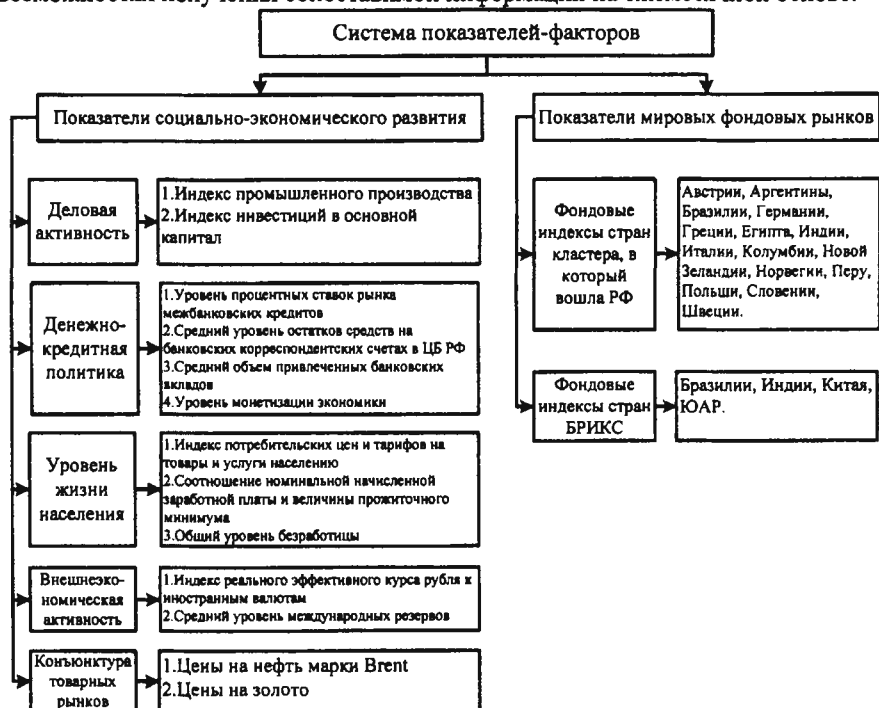 возможности получения сопоставимой информации на
Система показателей-факторов
Показатели социально-экономического развития
Показатели мировых фондовых рынков
Деловая
активность
1.Индекс промышленного производства
2.Индекс инвестиций в основной
капитал
Денежно-
кредитная
политика
1.Уровень процентных ставок рынка
межбанковских кредитов
2.Средний уровень остатков средств на
банковских корреспондентских счетах в ЦБ РФ
3.Средний объем привлеченных банковских
вкладов
4.Уровень монетизации экономики
Уровень
жизни
населения
1.Индекс потребительских цен и тарифов на
товары и услуги населению
2.Соотношение номинальной начисленной
заработной платы и величины прожиточного
минимума
3.Общий уровень безработицы
Внешнеэко-
номическая
активность
1.Индекс реального эффективного курса рубля к
иностранным валютам
2.Средний уровень международных резервов
Конъюнктура
товарных
рынков
1.Цены на нефть марки Brent
2.Цены на золото
Фондовые
индексы стран
кластера, в
который
вошла РФ
Австрии, Аргентины,
Бразилии, Германии,
Греции, Египта, Индии,
Италии, Колумбии, Новой
Зеландии, Норвегии, Перу,
Польши, Словении,
Швеции.
Фондовые
индексы стран
БРИКС
Бразилии, Индии, Китая,
ЮАР.